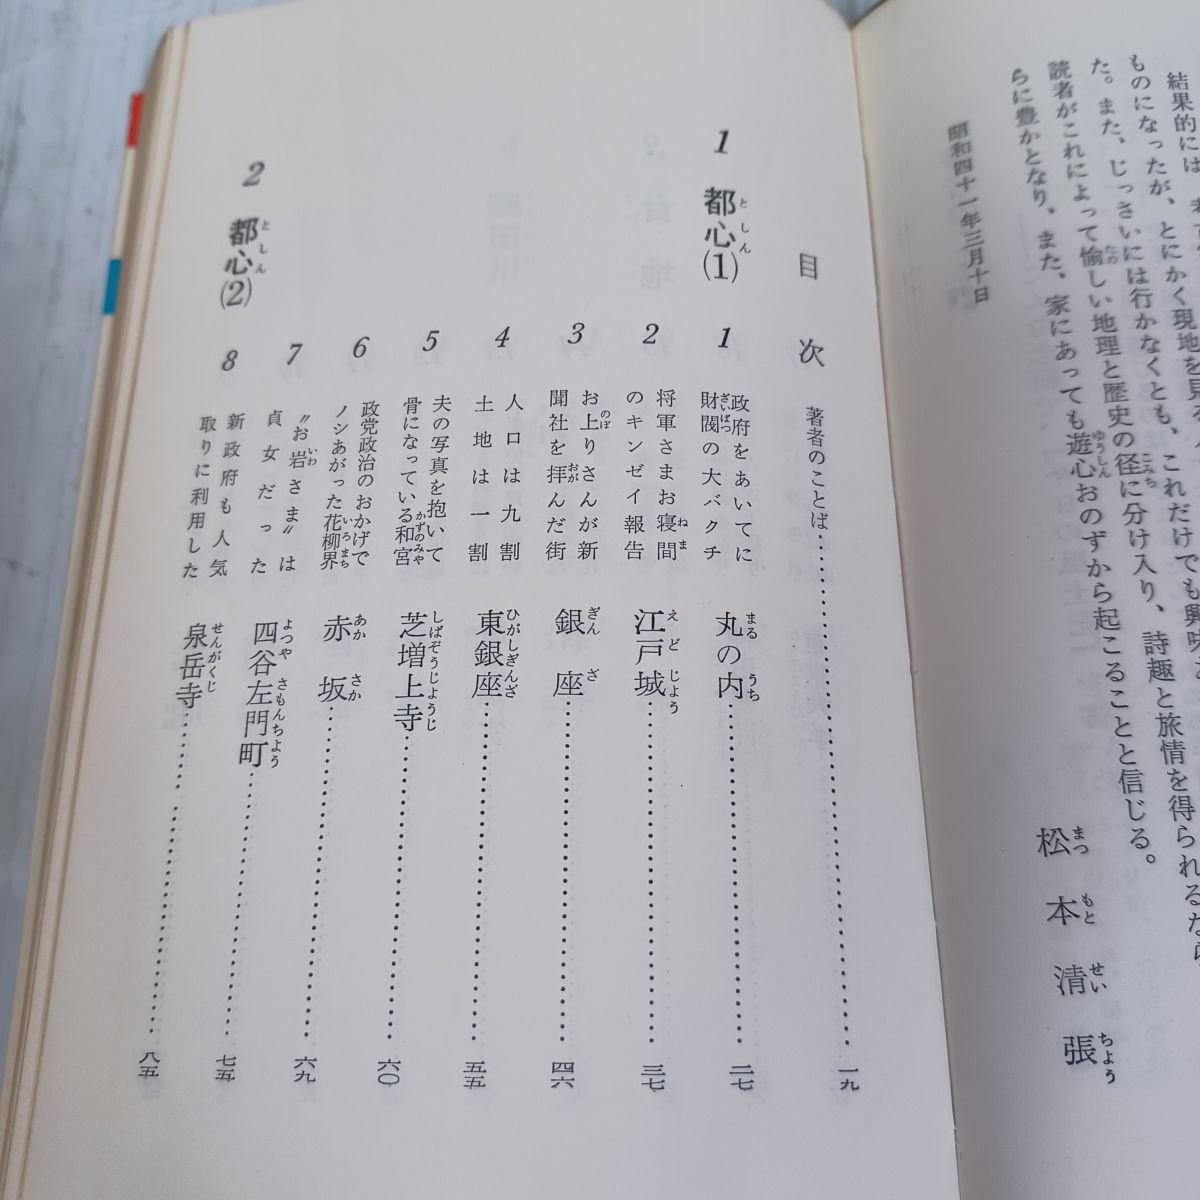 結果的には
ものになったが、とにかく現地を見
た。また、じっさいには行かなくとも、これだけでも興味
読者がこれによって愉しい地理と歴史の径に分け入り、詩趣と旅情を得られるなら
らに豊かとなり、また、家にあっても遊心おのずから起こることと信じる。
昭和四十一年三月十日
松本清張
目次
著者のことば 一九
1 都心(1)
1 政府をあいてに財閥の大バクチ 丸の内 二七
2 将軍さまお寝間のキンゼイ報告 江戸城 三七
3 お上りさんが新聞社を拝んだ街 銀座 四六
4 人口は九割土地は一割 東銀座 五五
5 夫の写真を抱いて骨になっている和宮 芝増上寺 六〇
6 政党政治のおかげでノシあがった花柳界 赤坂 六九
2 都心(2)
7 〝お岩さま〟は貞女だった 四谷左門町 七五
8 新政府も人気取りに利用した 泉岳寺 八五